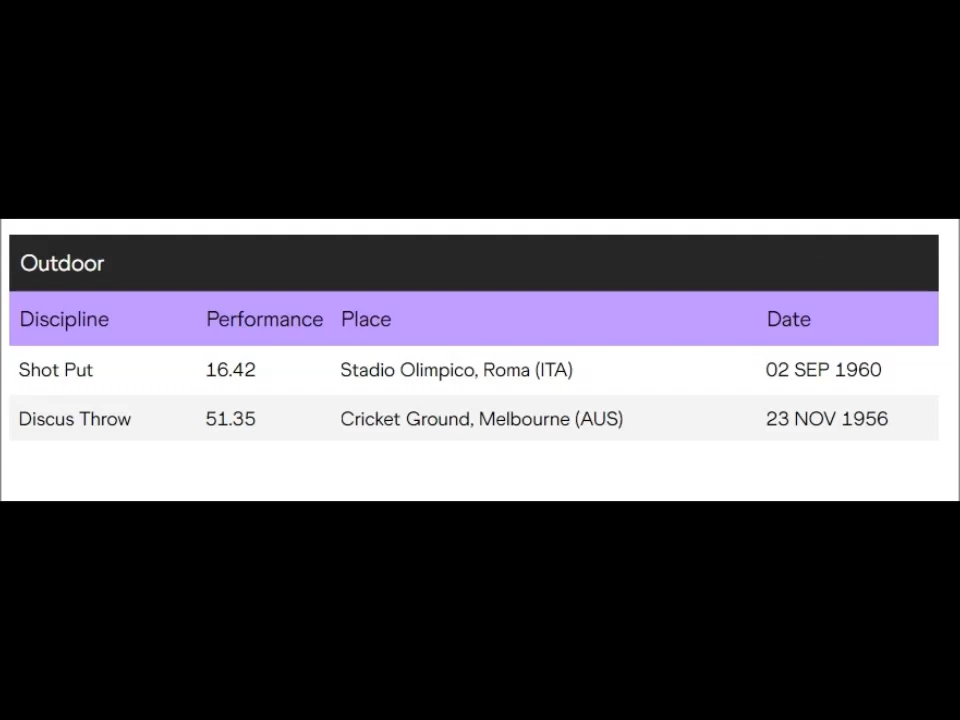 Outdoor
Discipline Performance Place Date
Shot Put 16.42 Stadio Olimpico, Roma (ITA) 02 SEP 1960
Discus Throw 51.35 Cricket Ground, Melbourne (AUS) 23 NOV 1956